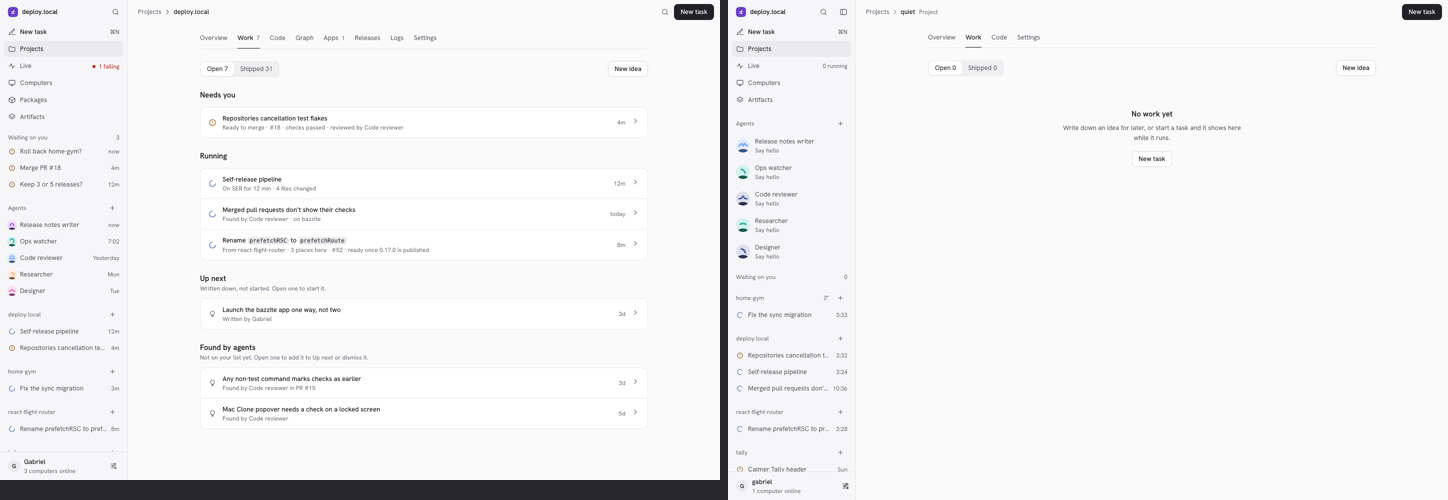 deploy.local
New task ⌘N
Projects
Live 1 failing
Computers
Packages
Artifacts
Waiting on you 3
Roll back home-gym? now
Merge PR #18 4m
Keep 3 or 5 releases? 12m
Agents
Release notes writer now
Ops watcher 7:02
Code reviewer Yesterday
Researcher Mon
Designer Tue
deploy.local
Self-release pipeline 12m
Repositories cancellation te... 4m
home-gym
Fix the sync migration 3m
react-flight-router
Rename prefetchRSC to pref... 8m
G Gabriel
3 computers online
Projects > deploy.local
New task
Overview Work 7 Code Graph Apps 1 Releases Logs Settings
Open 7 Shipped 31
New idea
Needs you
Repositories cancellation test flakes
Ready to merge · #18 · checks passed · reviewed by Code reviewer
4m
Running
Self-release pipeline
On SER for 12 min · 4 files changed
12m
Merged pull requests don't show their checks
Found by Code reviewer · on bazzite
today
Rename prefetchRSC to prefetchRoute
From react-flight-router · 3 places here · #52 · ready once 0.17.0 is published
8m
Up next
Written down, not started. Open one to start it.
Launch the bazzite app one way, not two
Written by Gabriel
3d
Found by agents
Not on your list yet. Open one to add it to Up next or dismiss it.
Any non-test command marks checks as earlier
Found by Code reviewer in PR #15
3d
Mac Clone popover needs a check on a locked screen
Found by Code reviewer
5d
d deploy.local
New task ⌘N
Projects
Live 0 running
Computers
Artifacts
Agents
Release notes writer
Say hello
Ops watcher
Say hello
Code reviewer
Say hello
Researcher
Say hello
Designer
Say hello
Waiting on you 0
home-gym
Fix the sync migration 3:33
deploy.local
Repositories cancellation t... 3:32
Self-release pipeline 3:24
Merged pull requests don'... 10:36
react-flight-router
Rename prefetchRSC to pr... 3:28
tally
Calmer Tally header Sun
G gabriel
1 computer online
Projects > quiet Project
New task
Overview Work Code Settings
Open 0 Shipped 0
New idea
No work yet
Write down an idea for later, or start a task and it shows here
while it runs.
New task